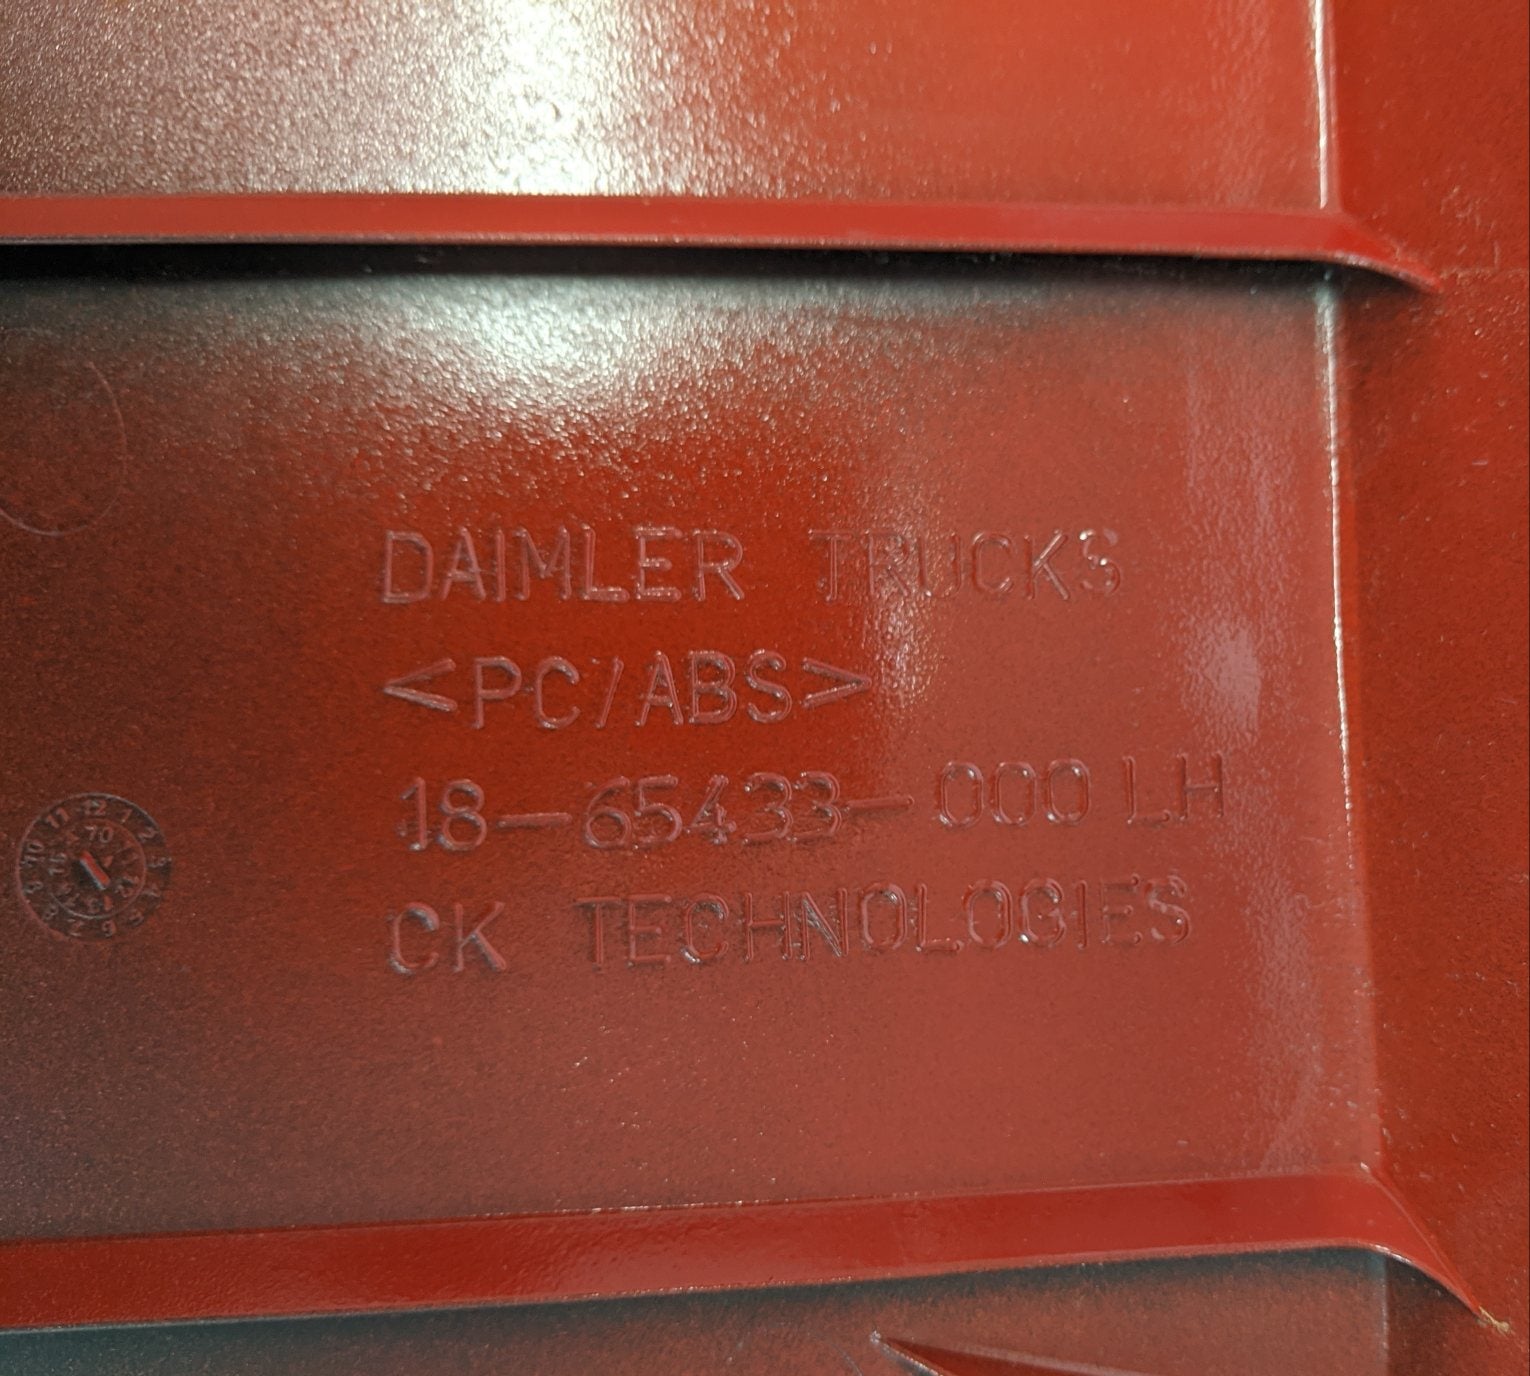 DAIMLER TRUCKS
<PC/ABS>
18-65433-000 LH
CK TECHNOLOGIES